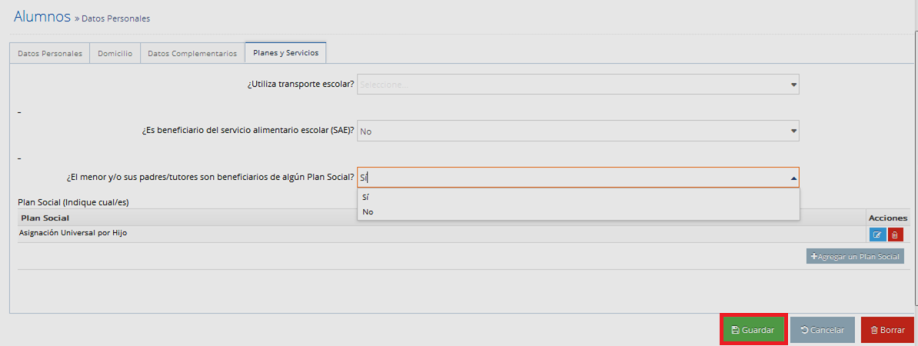 Alumnos » Datos Personales
Datos Personales Domicilio Datos Complementarios Planes y Servicios
¿Utiliza transporte escolar? Seleccione...
-
¿Es beneficiario del servicio alimentario escolar (SAE)? No
-
¿El menor y/o sus padres/tutores son beneficiarios de algún Plan Social? Sí
Sí
No
Plan Social (Indique cual/es)
Plan Social Acciones
Asignación Universal por Hijo
+Agregar un Plan Social
Guardar Cancelar Borrar